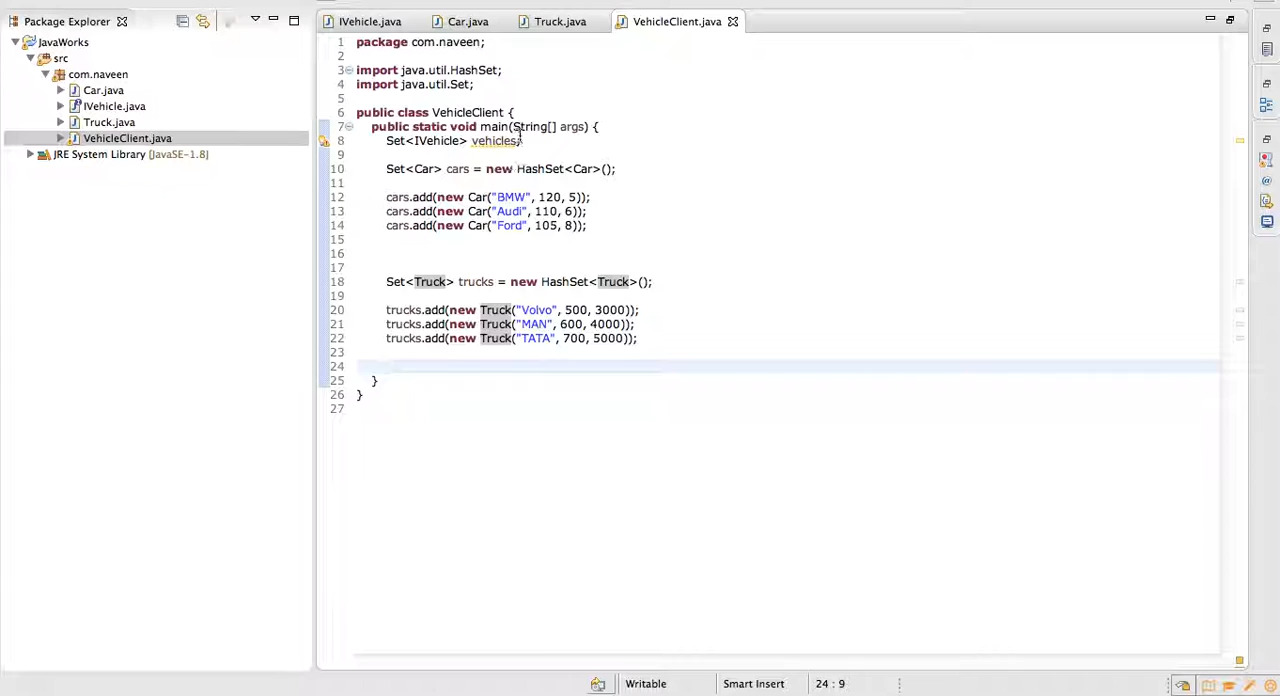 Package Explorer
IVehicle.java Car.java Truck.java VehicleClient.java
JavaWorks
src
com.naveen
Car.java
IVehicle.java
Truck.java
VehicleClient.java
JRE System Library [JavaSE-1.8]
1 package com.naveen;
2
3 import java.util.HashSet;
4 import java.util.Set;
5
6 public class VehicleClient {
7 public static void main(String[] args) {
8 Set<IVehicle> vehicles;
9
10 Set<Car> cars = new HashSet<Car>();
11
12 cars.add(new Car("BMW", 120, 5));
13 cars.add(new Car("Audi", 110, 6));
14 cars.add(new Car("Ford", 105, 8));
15
16
17
18 Set<Truck> trucks = new HashSet<Truck>();
19
20 trucks.add(new Truck("Volvo", 500, 3000));
21 trucks.add(new Truck("MAN", 600, 4000));
22 trucks.add(new Truck("TATA", 700, 5000));
23
24
25 }
26 }
27
Writable Smart Insert 24 : 9